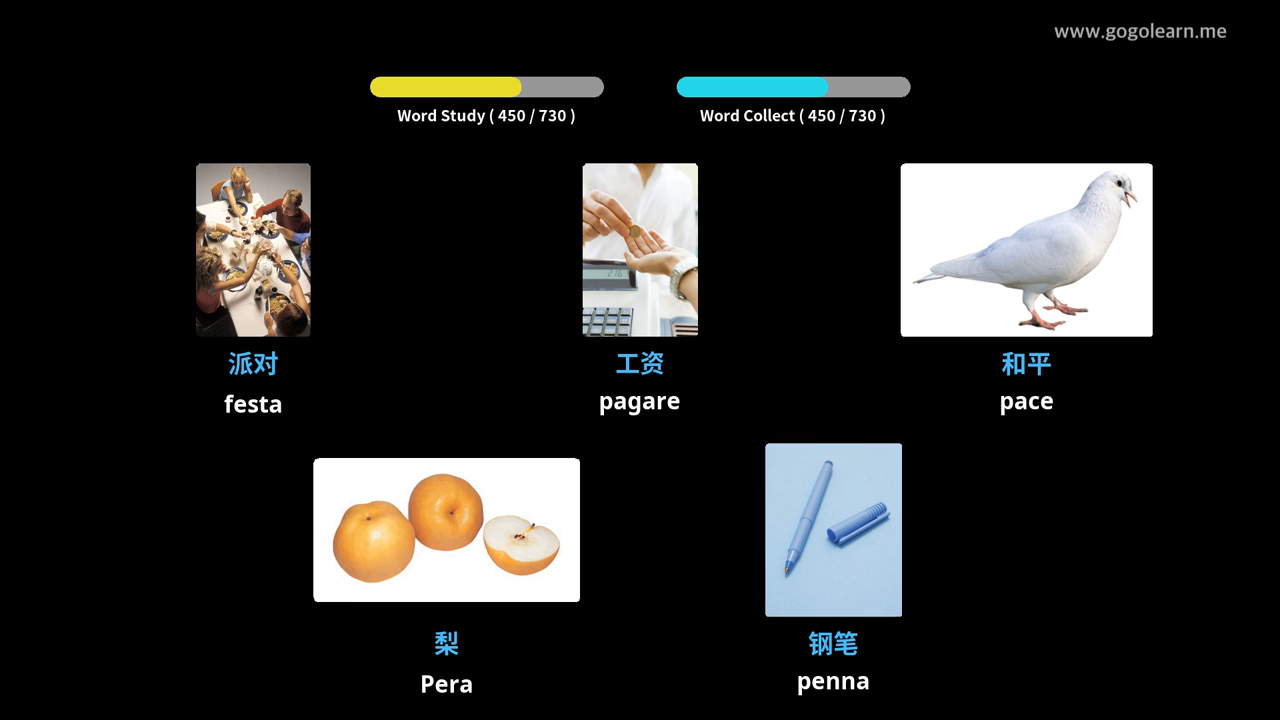 www.gogolearn.me
Word Study ( 450 / 730 )
Word Collect ( 450 / 730 )
派对
festa
工资
pagare
和平
pace
梨
Pera
钢笔
penna